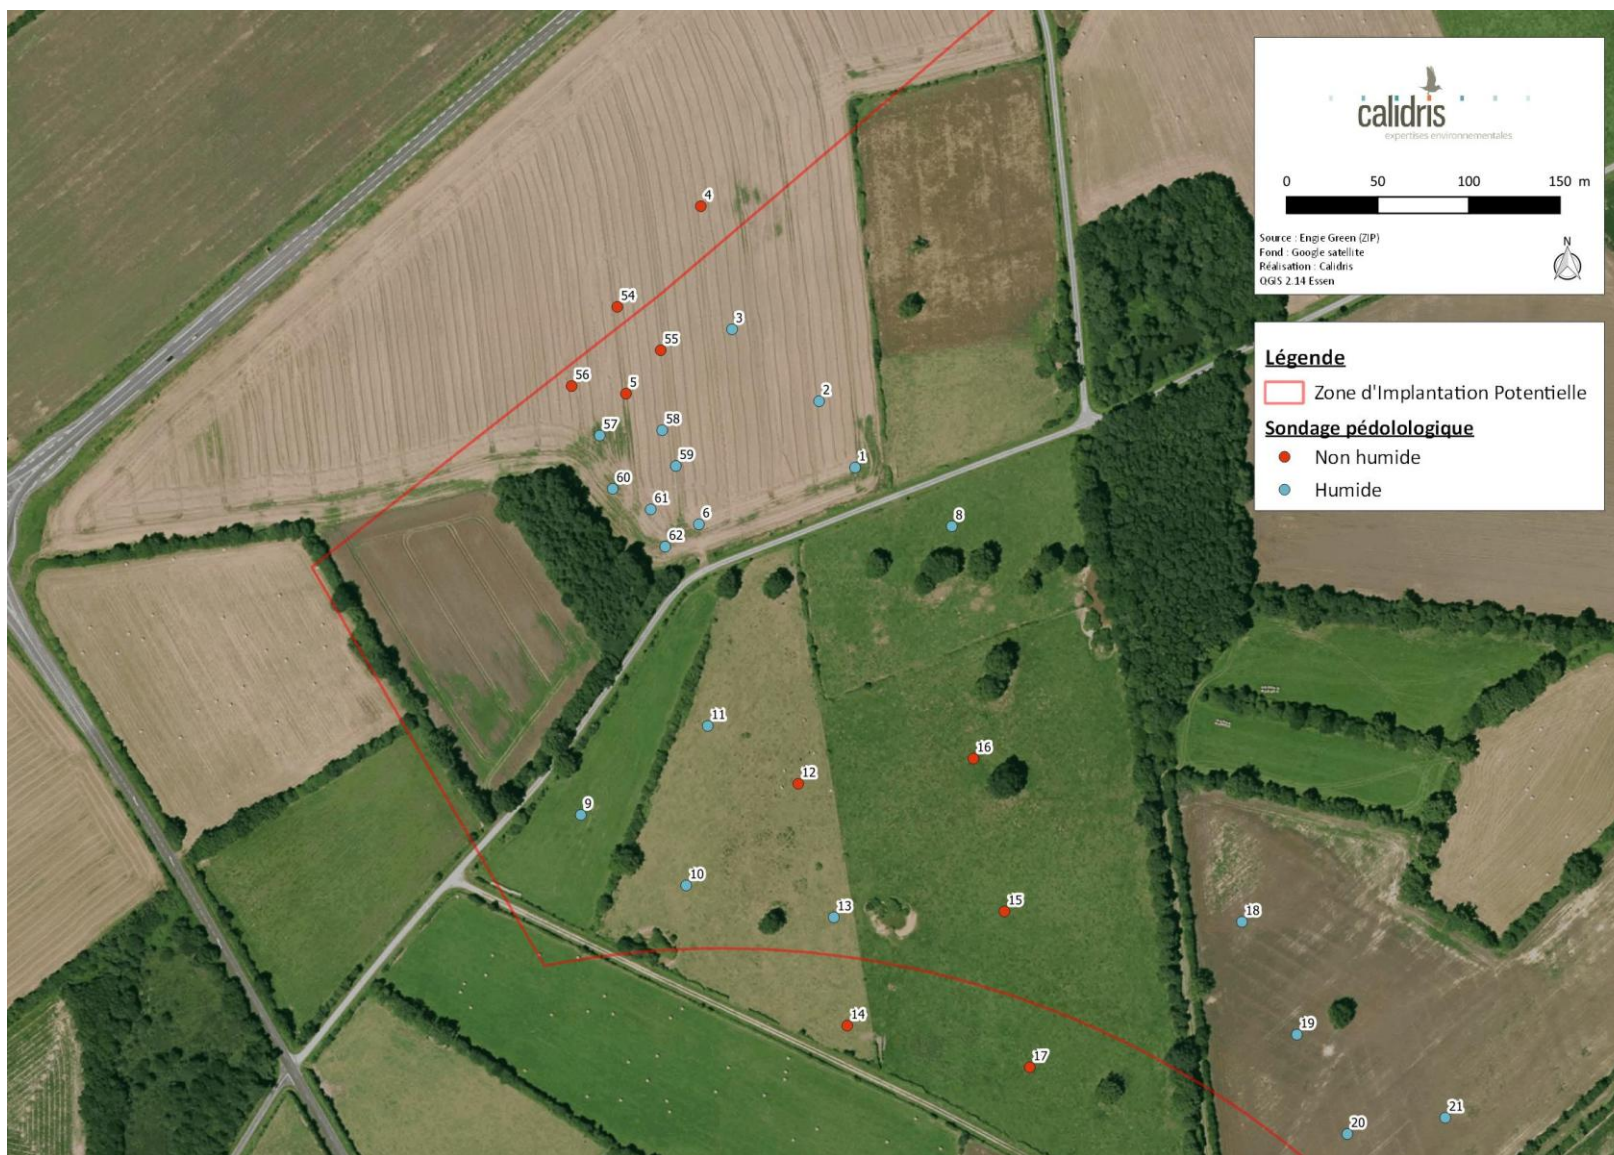 calidris
expertises environnementales
0 50 100 150 m
Source : Engie Green (ZIP)
Fond : Google satellite
Réalisation : Calidris
QGIS 2.14 Essen
N
Légende
Zone d'Implantation Potentielle
Sondage pédolologique
Non humide
Humide
4
54
3
55
56
5
2
57
58
59
1
60
61
6
8
62
11
16
12
9
10
15
13
18
14
19
17
21
20